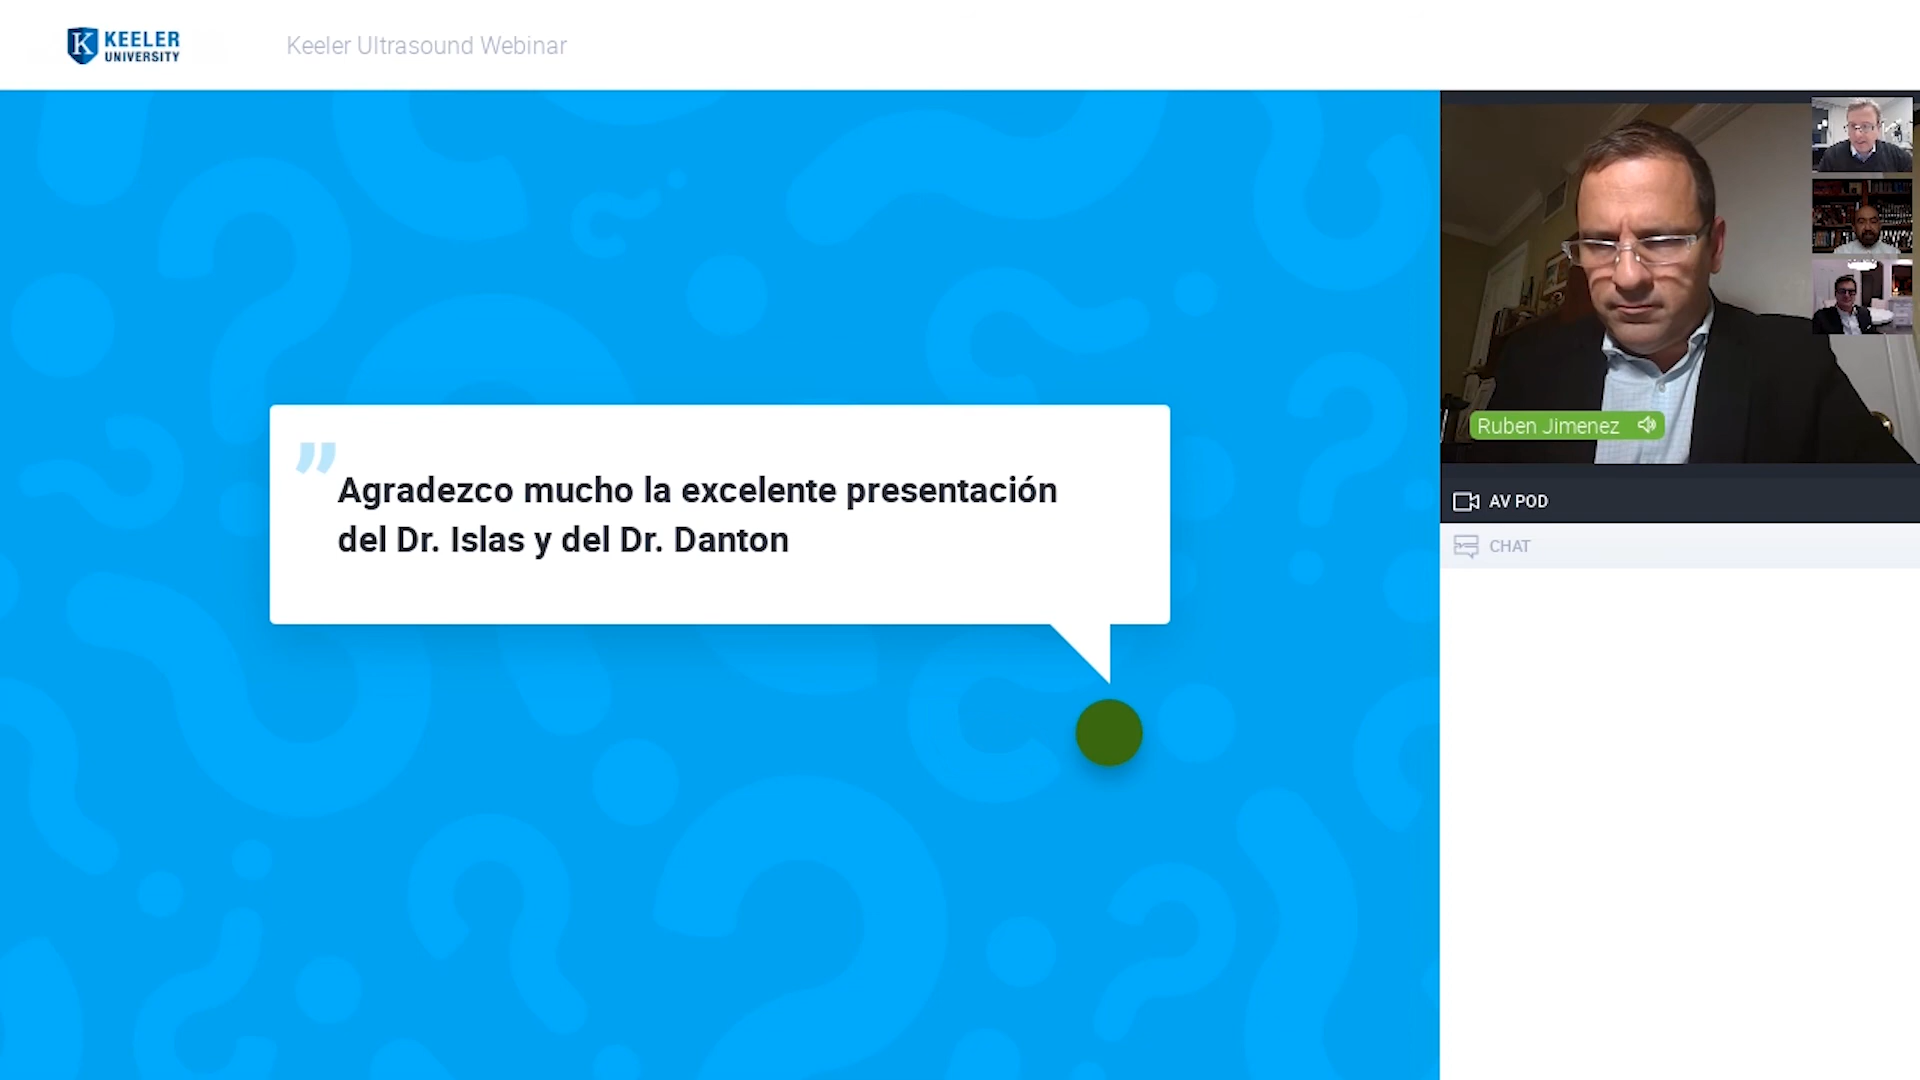 K KEELER
UNIVERSITY
Keeler Ultrasound Webinar
”
Agradezco mucho la excelente presentación
del Dr. Islas y del Dr. Danton
Ruben Jimenez
AV POD
CHAT